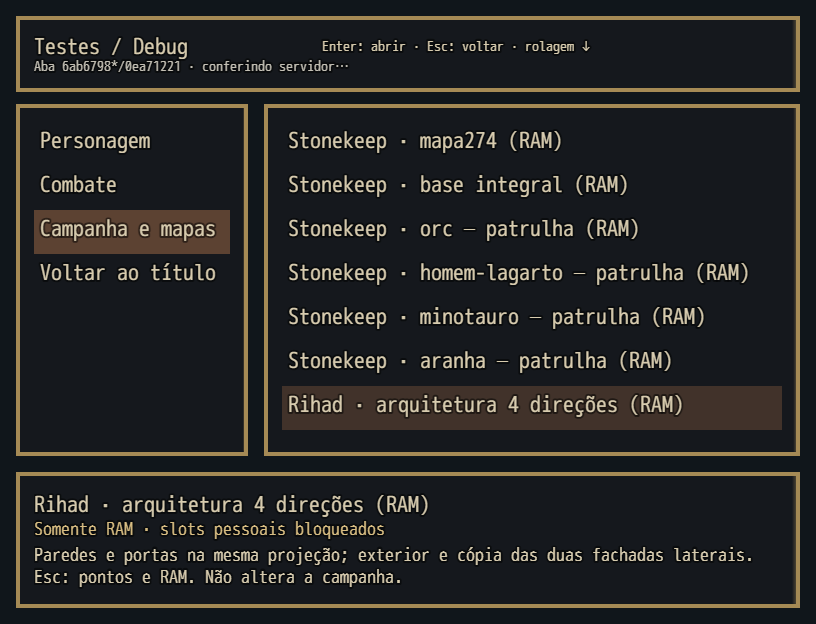 Testes / Debug
Enter: abrir · Esc: voltar · rolagem ↓
Aba 6ab6798*/0ea71221 · conferindo servidor…
Personagem
Combate
Campanha e mapas
Voltar ao título
Stonekeep · mapa274 (RAM)
Stonekeep · base integral (RAM)
Stonekeep · orc — patrulha (RAM)
Stonekeep · homem-lagarto — patrulha (RAM)
Stonekeep · minotauro — patrulha (RAM)
Stonekeep · aranha — patrulha (RAM)
Rihad · arquitetura 4 direções (RAM)
Rihad · arquitetura 4 direções (RAM)
Somente RAM · slots pessoais bloqueados
Paredes e portas na mesma projeção; exterior e cópia das duas fachadas laterais.
Esc: pontos e RAM. Não altera a campanha.